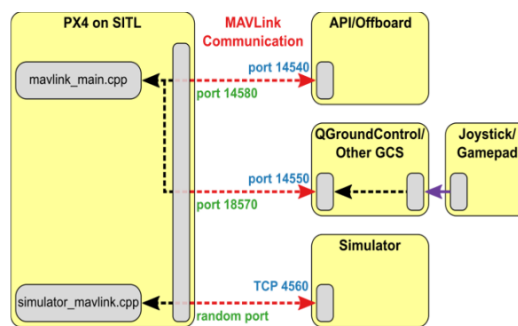 PX4 on SITL
MAVLink
Communication
API/Offboard
mavlink_main.cpp
port 14540
port 14580
QGroundControl/
Other GCS
Joystick/
Gamepad
port 14550
port 18570
Simulator
simulator_mavlink.cpp
TCP 4560
random port